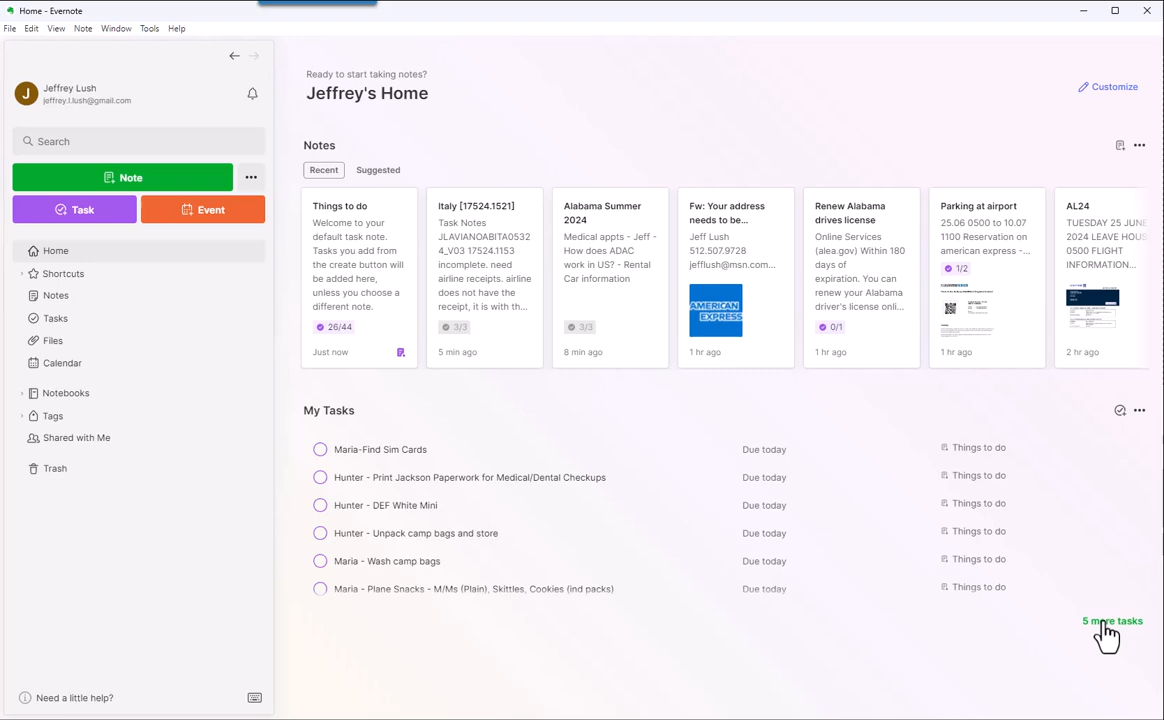 Home - Evernote
File Edit View Note Window Tools Help
J
Jeffrey Lush
jeffrey.l.lush@gmail.com
Search
Note
Task
Event
Home
Shortcuts
Notes
Tasks
Files
Calendar
Notebooks
Tags
Shared with Me
Trash
Need a little help?
Ready to start taking notes?
Jeffrey's Home
Customize
Notes
Recent Suggested
Things to do
Welcome to your
default task note.
Tasks you add from
the create button will
be added here,
unless you choose a
different note.
26/44
Just now
Italy [17524.1521]
Task Notes
JLAVIANOABITA0532
4_V03 17524.1153
incomplete. need
airline receipts. airline
does not have the
receipt, it is with th...
3/3
5 min ago
Alabama Summer
2024
Medical appts - Jeff -
How does ADAC
work in US? - Rental
Car information
3/3
8 min ago
Fw: Your address
needs to be...
Jeff Lush
512.507.9728
jefflush@msn.com...
AMERICAN
EXPRESS
1 hr ago
Renew Alabama
drives license
Online Services
(alea.gov) Within 180
days of
expiration. You can
renew your Alabama
driver's license onli...
0/1
1 hr ago
Parking at airport
25.06 0500 to 10.07
1100 Reservation on
american express -...
1/2
1 hr ago
AL24
TUESDAY 25 JUNE
2024 LEAVE HOUS
0500 FLIGHT
INFORMATION...
2 hr ago
My Tasks
Maria-Find Sim Cards Due today Things to do
Hunter - Print Jackson Paperwork for Medical/Dental Checkups Due today Things to do
Hunter - DEF White Mini Due today Things to do
Hunter - Unpack camp bags and store Due today Things to do
Maria - Wash camp bags Due today Things to do
Maria - Plane Snacks - M/Ms (Plain), Skittles, Cookies (ind packs) Due today Things to do
5 more tasks